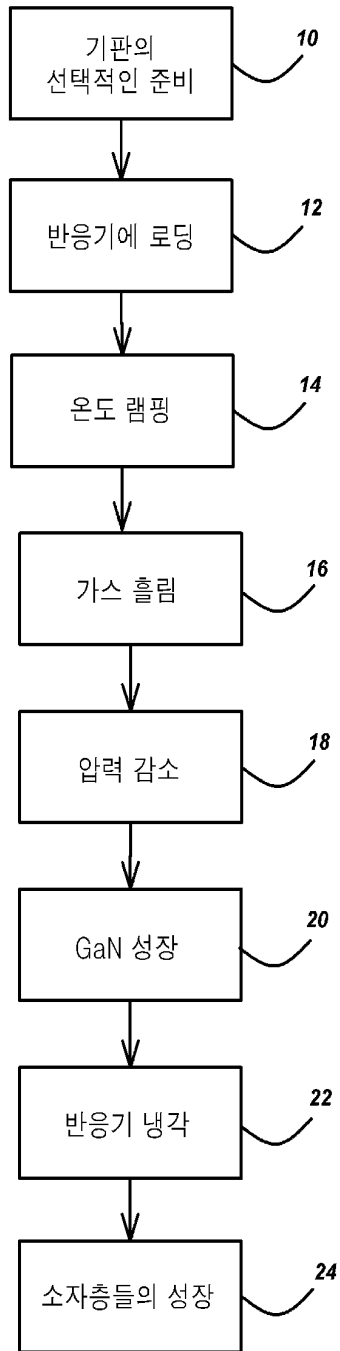 기판의
선택적인 준비
10
반응기에 로딩
12
온도 램핑
14
가스 흘림
16
압력 감소
18
GaN 성장
20
반응기 냉각
22
소자층들의 성장
24